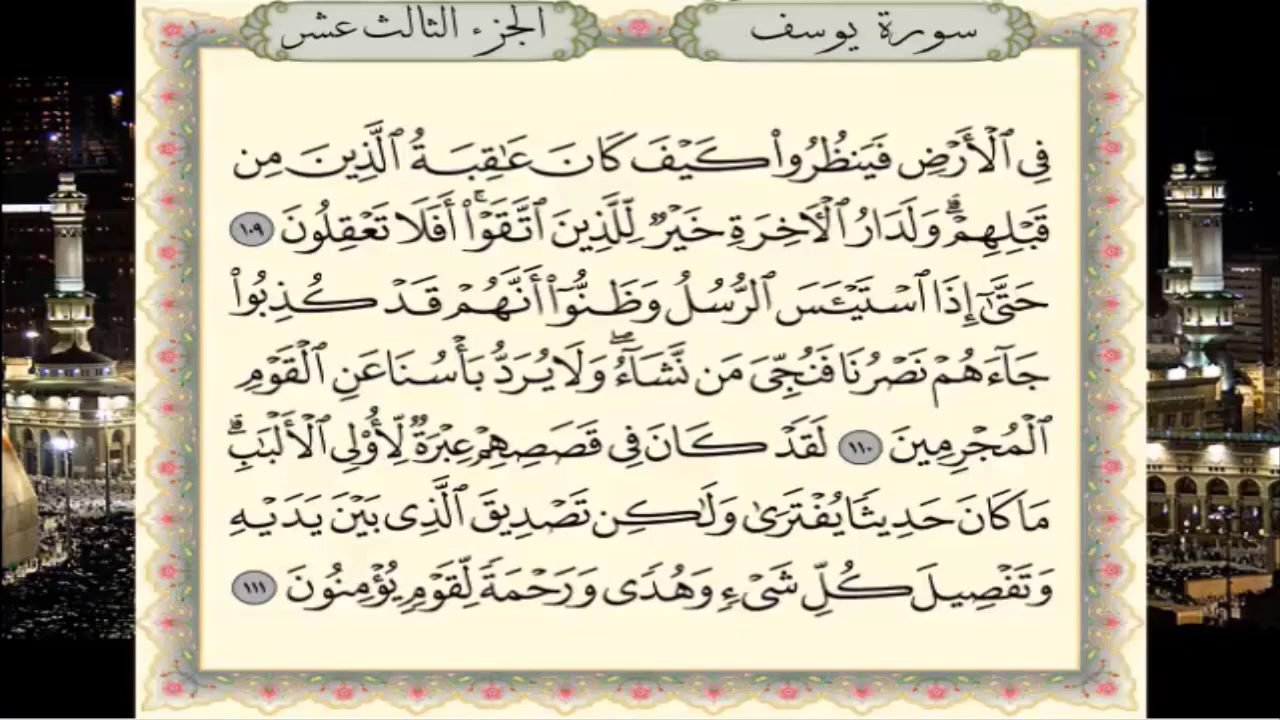 سورة يوسف
الجزء الثالث عشر
فِي ٱلْأَرْضِ فَيَنظُرُوا۟ كَيْفَ كَانَ عَـٰقِبَةُ ٱلَّذِينَ مِن
قَبْلِهِمْ ۗ وَلَدَارُ ٱلْـَٔاخِرَةِ خَيْرٌ لِّلَّذِينَ ٱتَّقَوْا۟ ۚ أَفَلَا تَعْقِلُونَ ١٠٩
حَتَّىٰٓ إِذَا ٱسْتَيْـَٔسَ ٱلرُّسُلُ وَظَنُّوٓا۟ أَنَّهُمْ قَدْ كُذِبُوا۟
جَآءَهُمْ نَصْرُنَا فَنُجِّىَ مَن نَّشَآءُ ۖ وَلَا يُرَدُّ بَأْسُنَا عَنِ ٱلْقَوْمِ
ٱلْمُجْرِمِينَ ١١٠ لَقَدْ كَانَ فِى قَصَصِهِمْ عِبْرَةٌ لِّأُو۟لِى ٱلْأَلْبَـٰبِ ۗ
مَا كَانَ حَدِيثًا يُفْتَرَىٰ وَلَـٰكِن تَصْدِيقَ ٱلَّذِى بَيْنَ يَدَيْهِ
وَتَفْصِيلَ كُلِّ شَىْءٍ وَهُدًى وَرَحْمَةً لِّقَوْمٍ يُؤْمِنُونَ ١١١